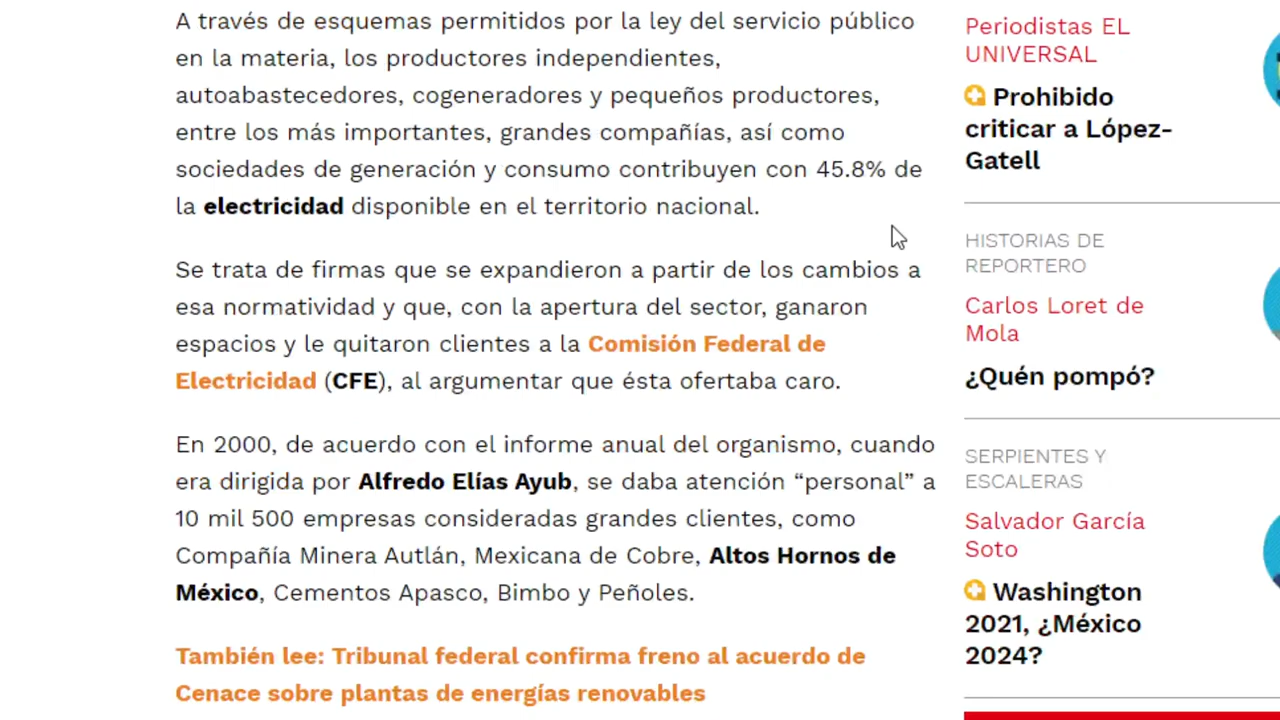 A través de esquemas permitidos por la ley del servicio público
en la materia, los productores independientes,
autoabastecedores, cogeneradores y pequeños productores,
entre los más importantes, grandes compañías, así como
sociedades de generación y consumo contribuyen con 45.8% de
la electricidad disponible en el territorio nacional.
Se trata de firmas que se expandieron a partir de los cambios a
esa normatividad y que, con la apertura del sector, ganaron
espacios y le quitaron clientes a la Comisión Federal de
Electricidad (CFE), al argumentar que ésta ofertaba caro.
En 2000, de acuerdo con el informe anual del organismo, cuando
era dirigida por Alfredo Elías Ayub, se daba atención “personal” a
10 mil 500 empresas consideradas grandes clientes, como
Compañía Minera Autlán, Mexicana de Cobre, Altos Hornos de
México, Cementos Apasco, Bimbo y Peñoles.
También lee: Tribunal federal confirma freno al acuerdo de
Cenace sobre plantas de energías renovables
Periodistas EL
UNIVERSAL
Prohibido
criticar a López-
Gatell
HISTORIAS DE
REPORTERO
Carlos Loret de
Mola
¿Quén pompó?
SERPIENTES Y
ESCALERAS
Salvador García
Soto
Washington
2021, ¿México
2024?